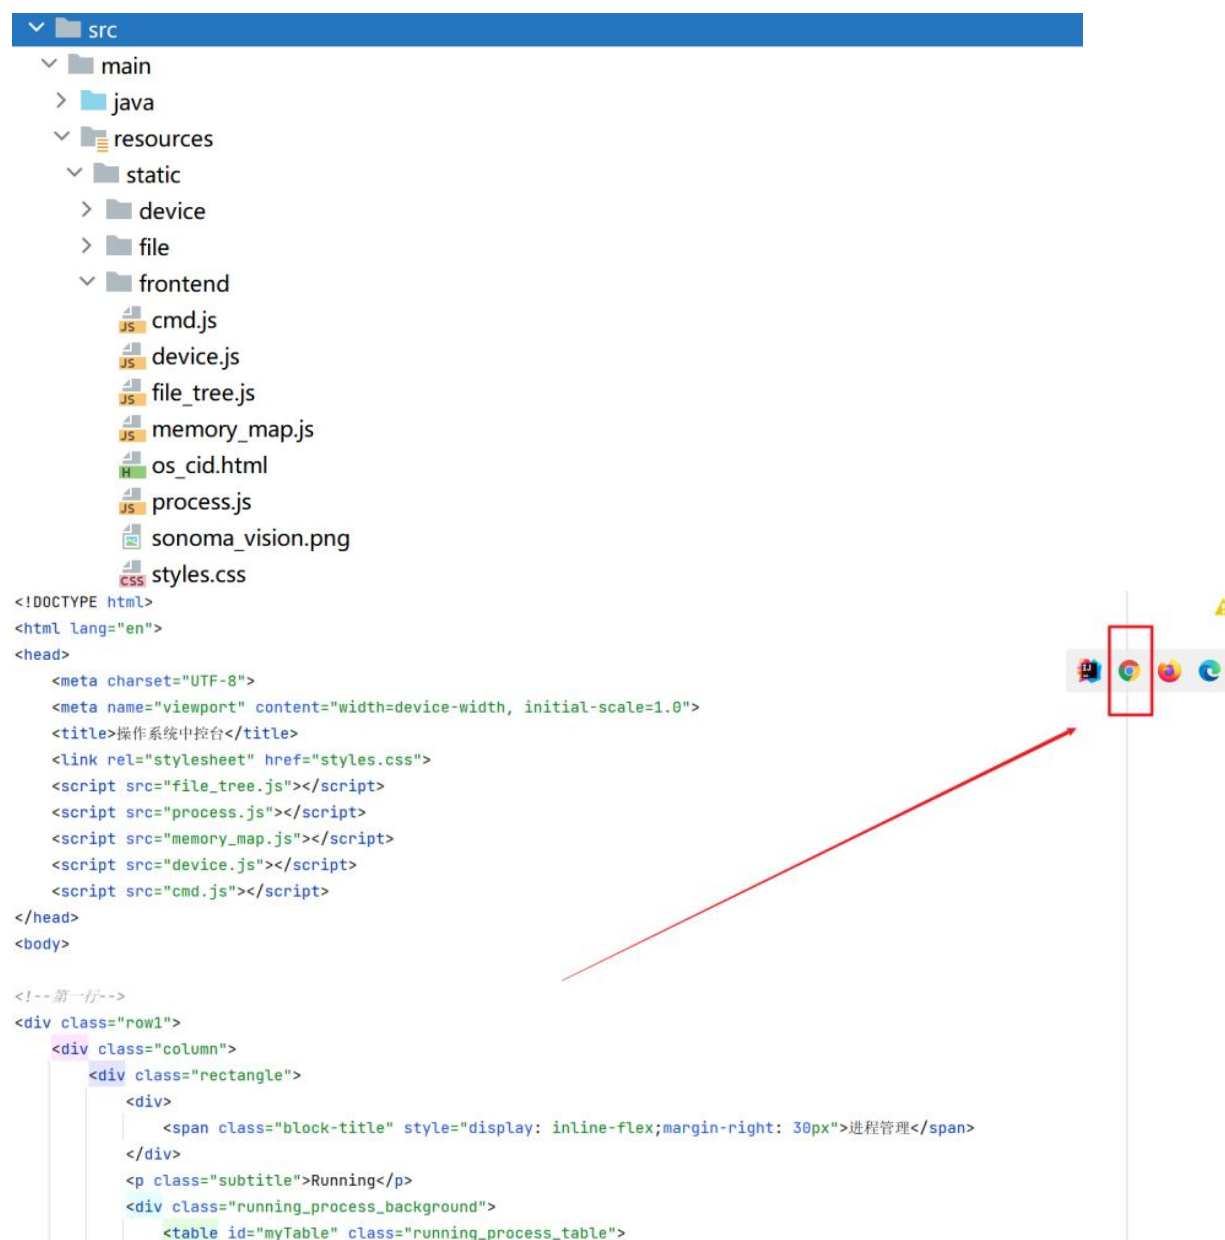 src
main
java
resources
static
device
file
frontend
cmd.js
device.js
file_tree.js
memory_map.js
os_cid.html
process.js
sonoma_vision.png
styles.css
<!DOCTYPE html>
<html lang="en">
<head>
    <meta charset="UTF-8">
    <meta name="viewport" content="width=device-width, initial-scale=1.0">
    <title>操作系统中控台</title>
    <link rel="stylesheet" href="styles.css">
    <script src="file_tree.js"></script>
    <script src="process.js"></script>
    <script src="memory_map.js"></script>
    <script src="device.js"></script>
    <script src="cmd.js"></script>
</head>
<body>
<!--第一行-->
<div class="row1">
    <div class="column">
        <div class="rectangle">
            <div>
                <span class="block-title" style="display: inline-flex;margin-right: 30px">进程管理</span>
            </div>
            <p class="subtitle">Running</p>
            <div class="running_process_background">
                <table id="myTable" class="running_process_table">